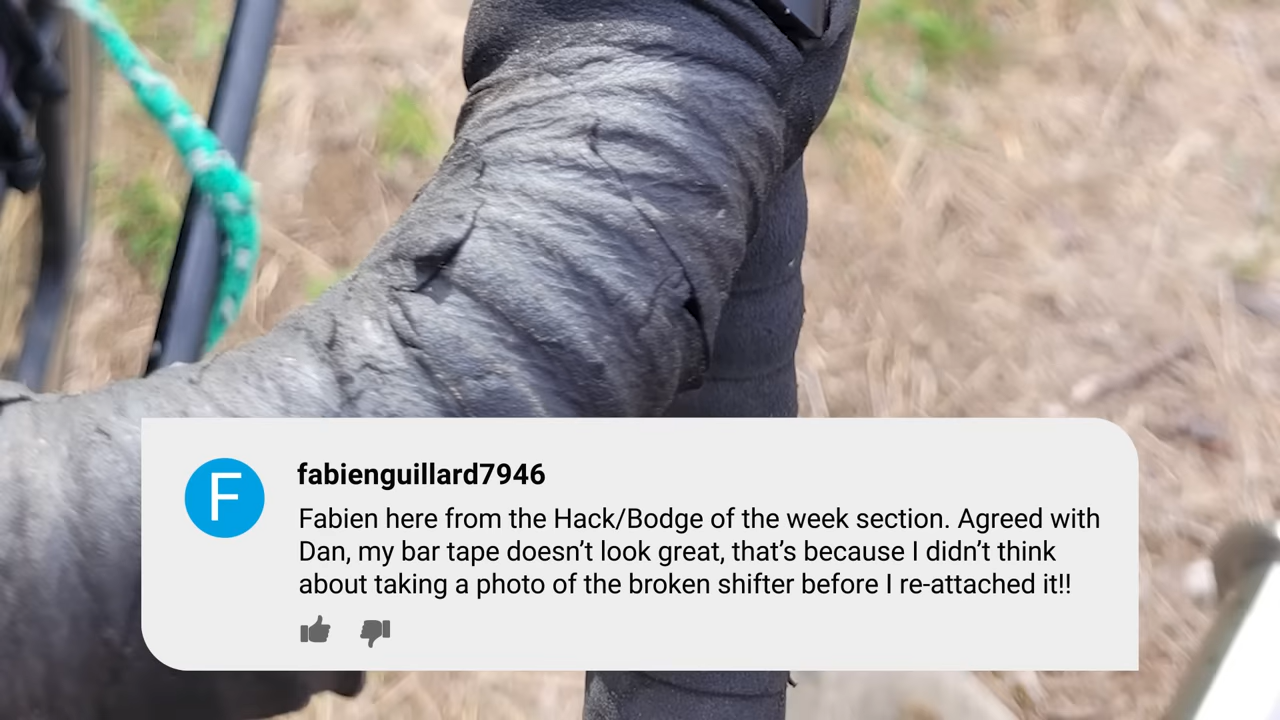 F
fabienguillard7946
Fabien here from the Hack/Bodge of the week section. Agreed with
Dan, my bar tape doesn’t look great, that’s because I didn’t think
about taking a photo of the broken shifter before I re-attached it!!